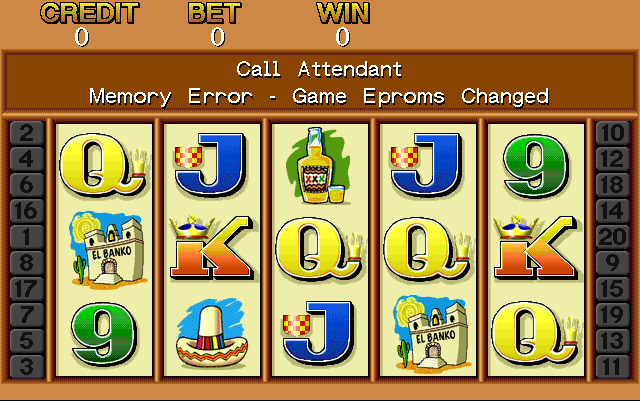 CREDIT BET WIN
0 0 0
Call Attendant
Memory Error - Game Eproms Changed
2 10
4 12
6 18
16 14
1 20
8 9
17 15
7 19
5 13
3 11
Q J XXX J 9
EL BANKO K Q Q K
9 J EL BANKO Q